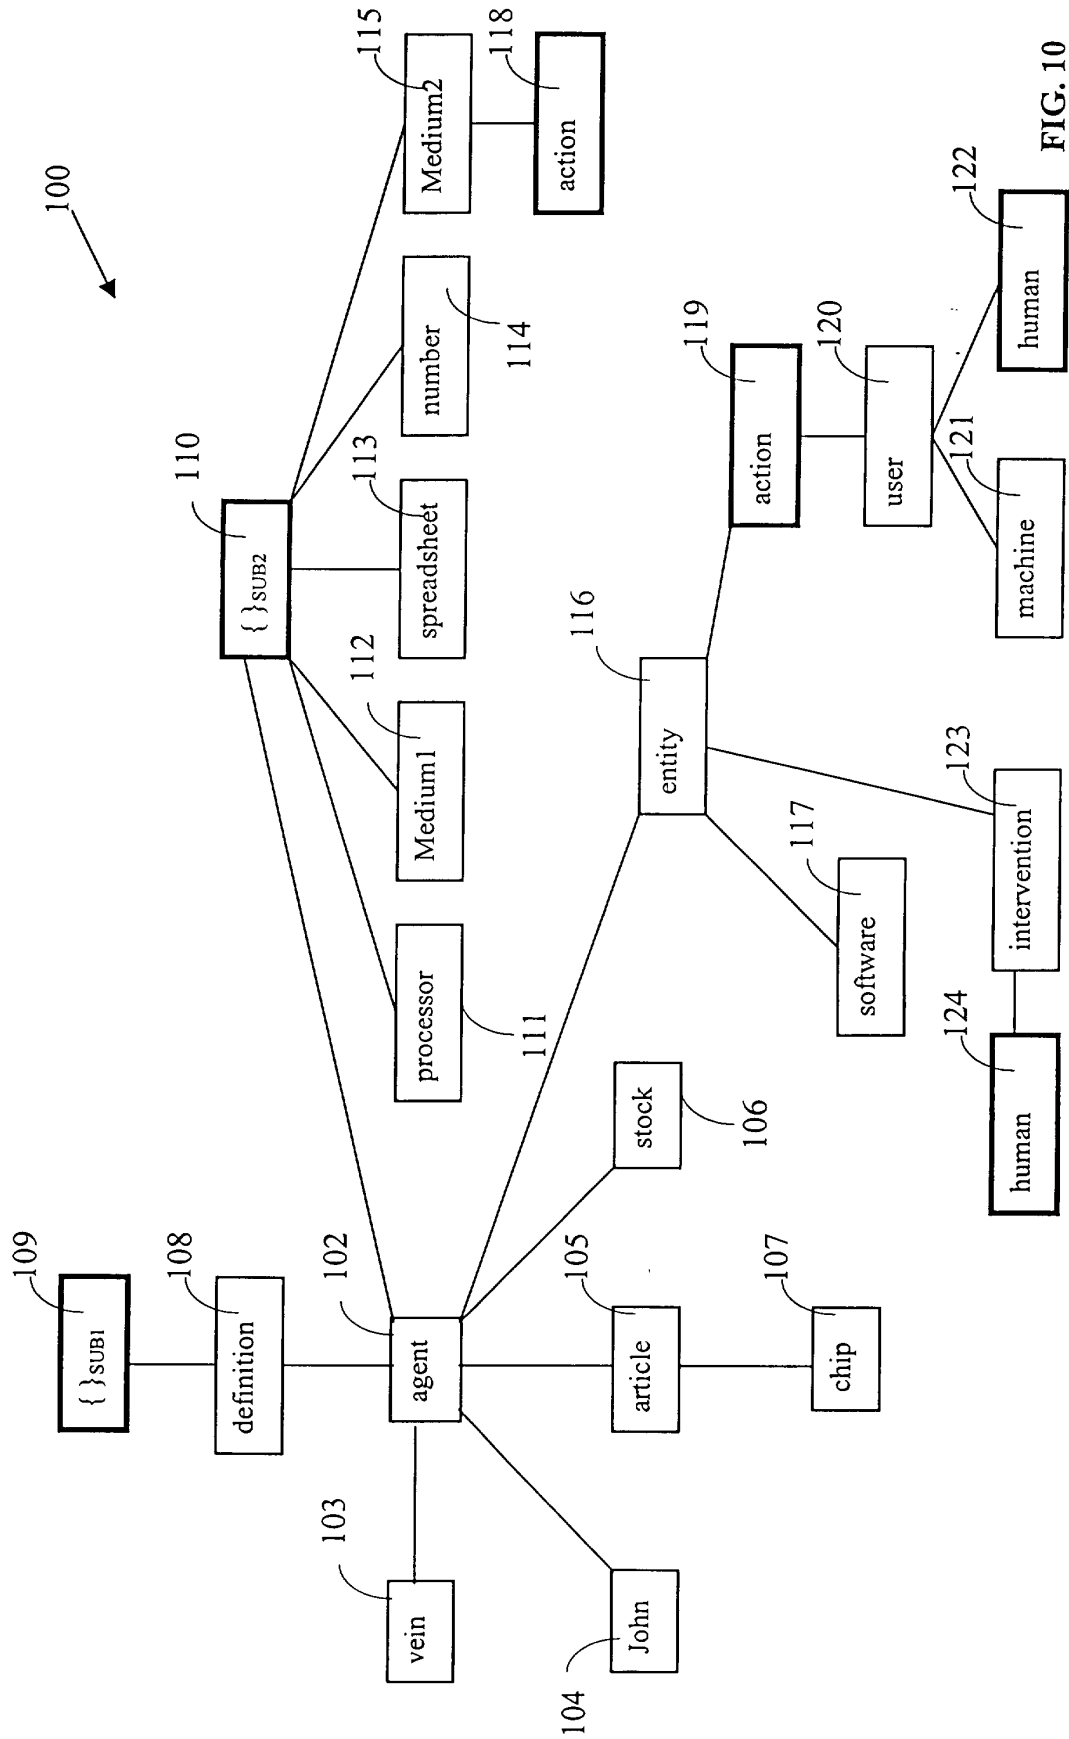 100
109
{ }SUB1
108
definition
102
agent
103
vein
104
John
105
article
107
chip
106
stock
110
{ }SUB2
111
processor
112
Medium1
113
spreadsheet
114
number
115
Medium2
118
action
116
entity
117
software
119
action
120
user
121
machine
122
human
123
intervention
124
human
FIG. 10